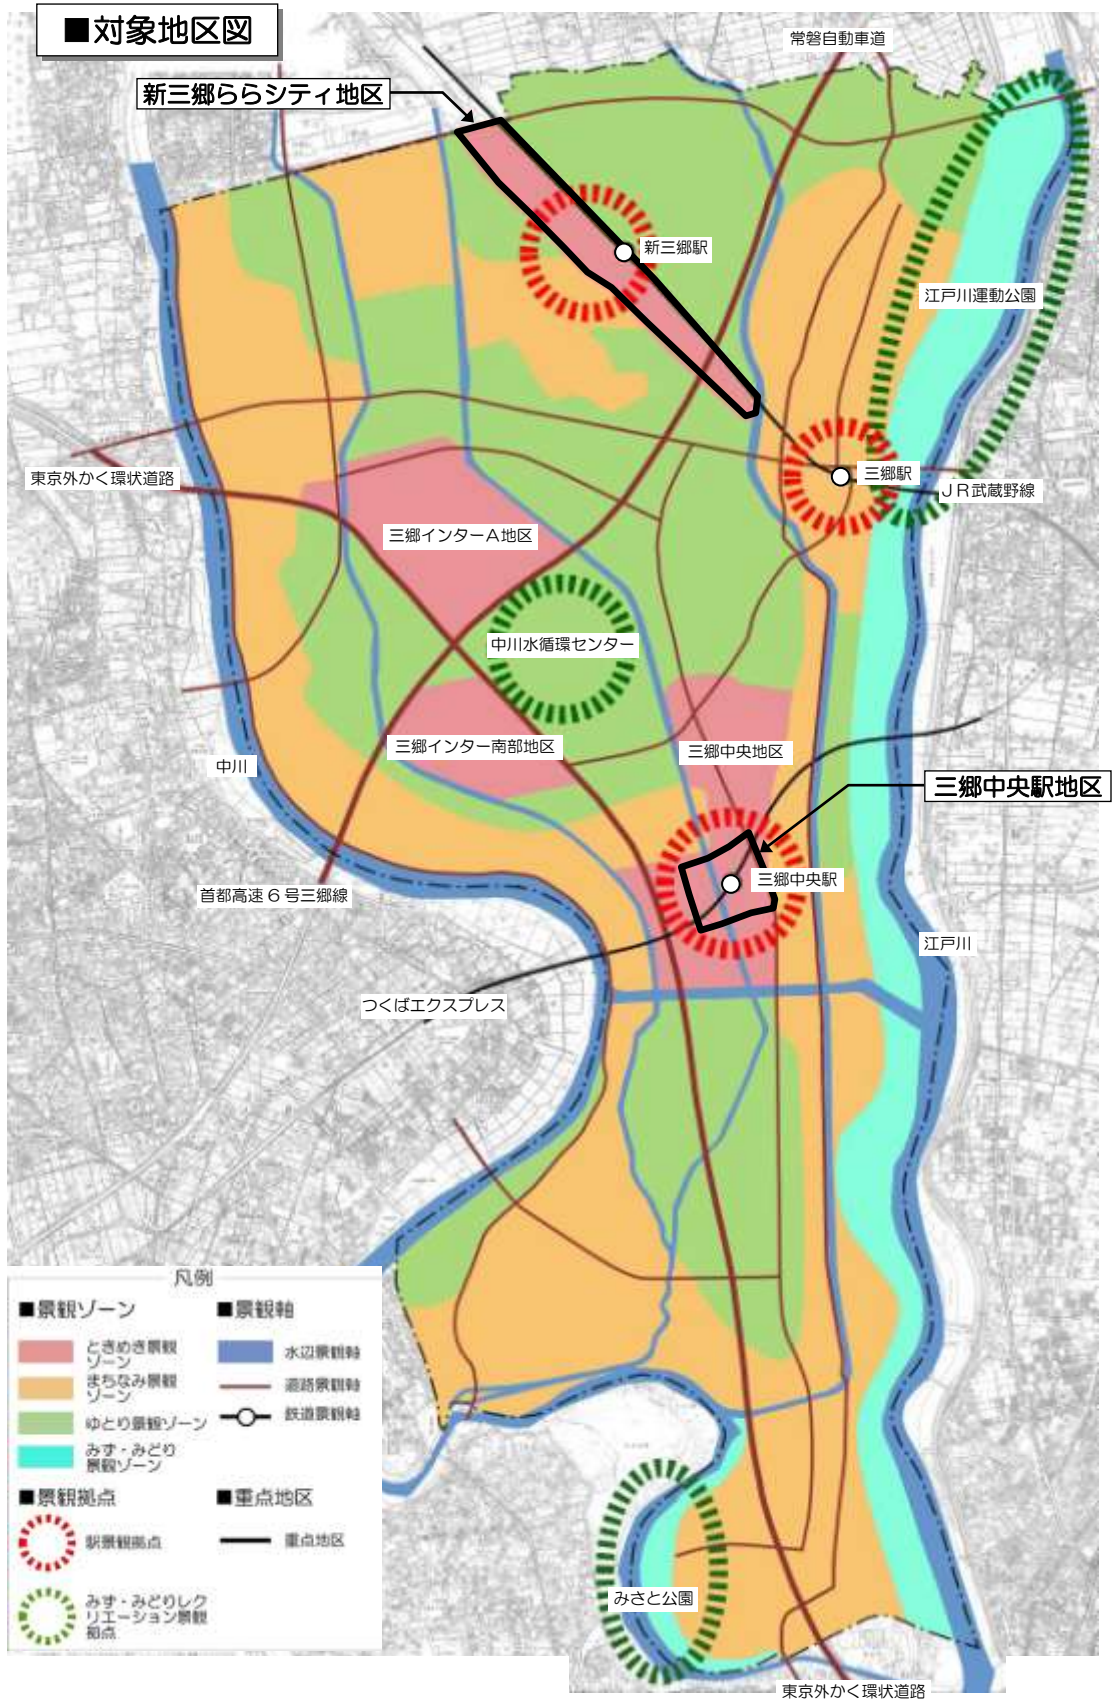 ■対象地区図
常磐自動車道
新三郷ららシティ地区
新三郷駅
江戸川運動公園
三郷駅
東京外かく環状道路
JR武蔵野線
三郷インターA地区
中川水循環センター
三郷インター南部地区
三郷中央地区
中川
三郷中央駅地区
三郷中央駅
首都高速6号三郷線
江戸川
つくばエクスプレス
凡例
■景観ゾーン
ときめき景観
ゾーン
まちなみ景観
ゾーン
ゆとり景観ゾーン
みず・みどり
景観ゾーン
■景観軸
水辺景観軸
道路景観軸
鉄道景観軸
■景観拠点
駅景観拠点
みず・みどりレク
リエーション景観
拠点
■重点地区
重点地区
みさと公園
東京外かく環状道路